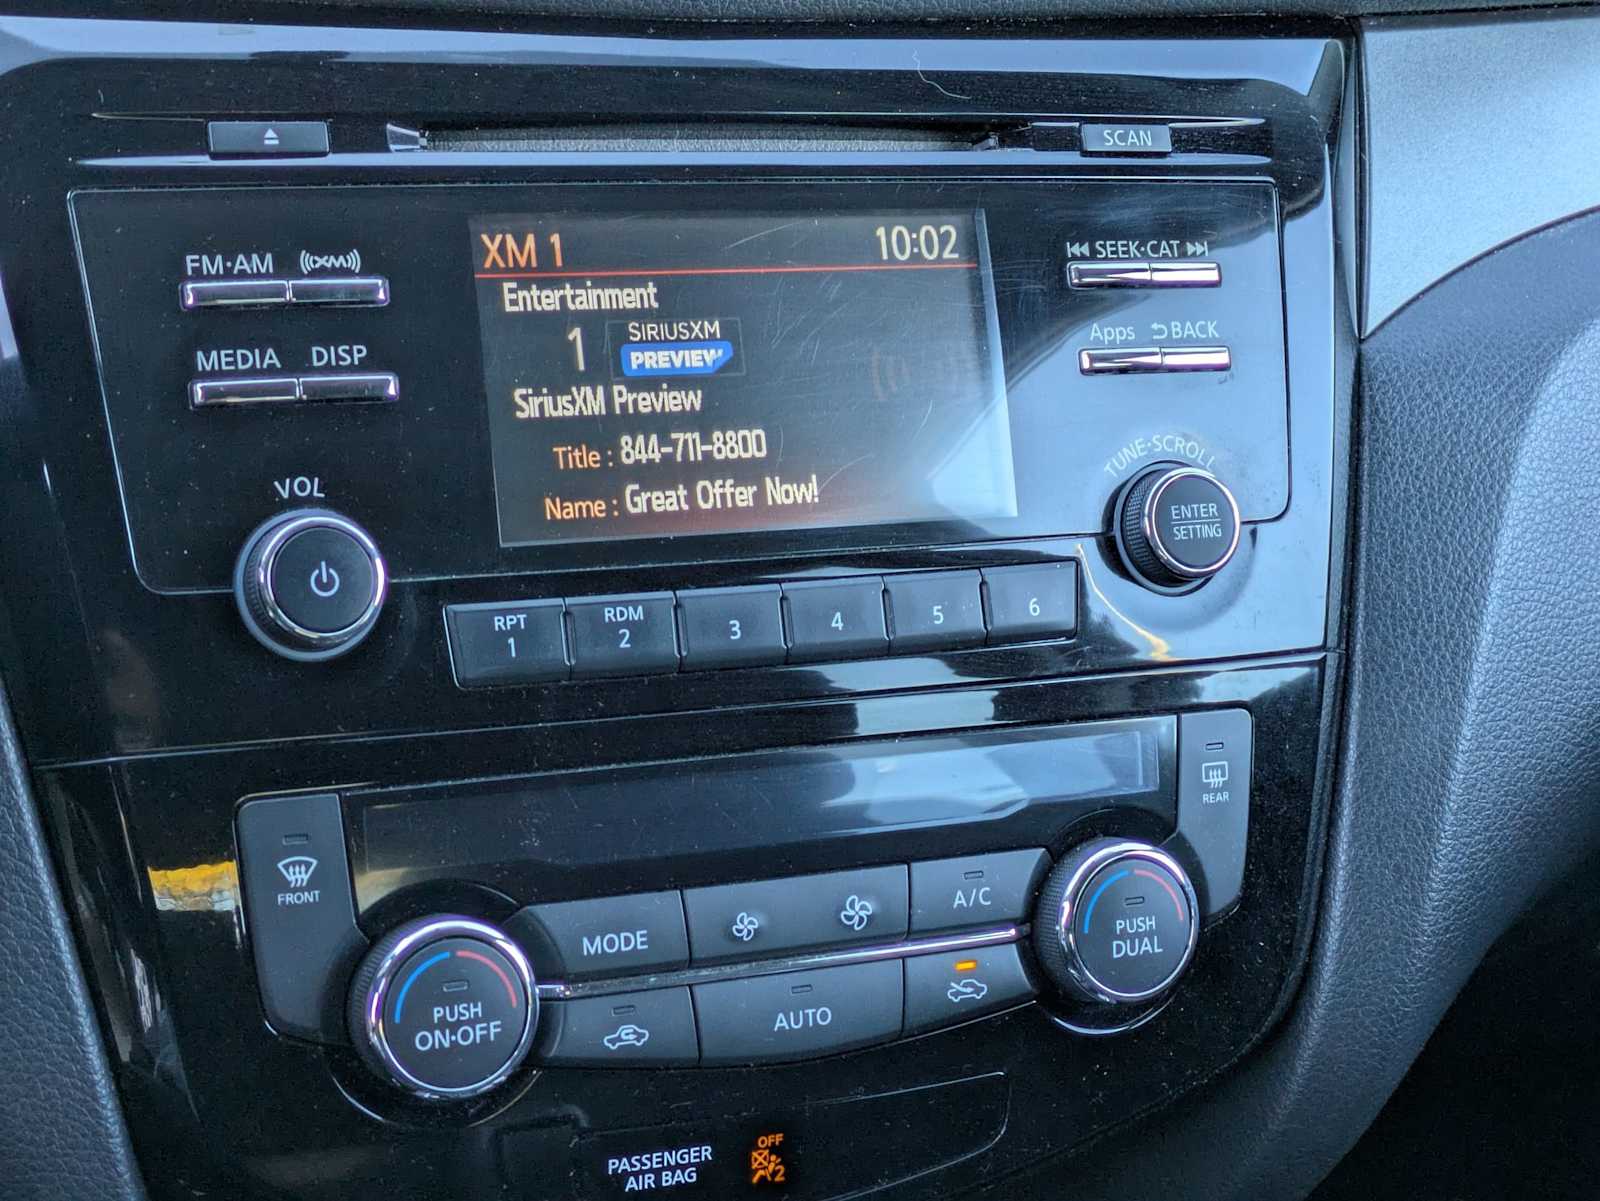 SCAN
FM·AM ((XM))
XM 1 10:02
SEEK·CAT
Entertainment
1 SIRIUSXM
PREVIEW
Apps BACK
MEDIA DISP
SiriusXM Preview
Title : 844-711-8800
Name : Great Offer Now!
TUNE·SCROLL
ENTER
SETTING
VOL
RPT
1
RDM
2
3
4
5
6
REAR
FRONT
MODE
A/C
PUSH
DUAL
PUSH
ON·OFF
AUTO
PASSENGER
AIR BAG
OFF
2